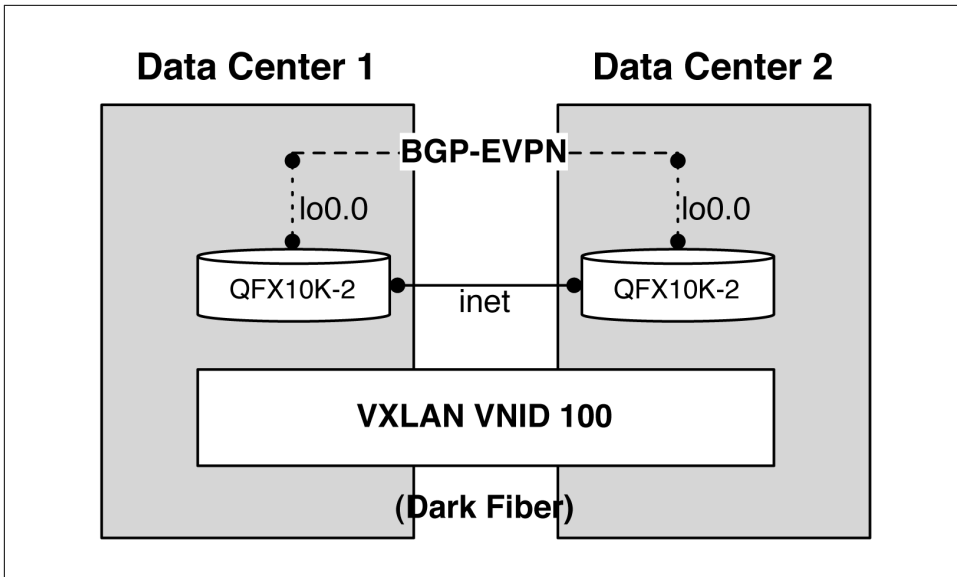 Data Center 1
Data Center 2
BGP-EVPN
lo0.0
lo0.0
QFX10K-2
QFX10K-2
inet
VXLAN VNID 100
(Dark Fiber)